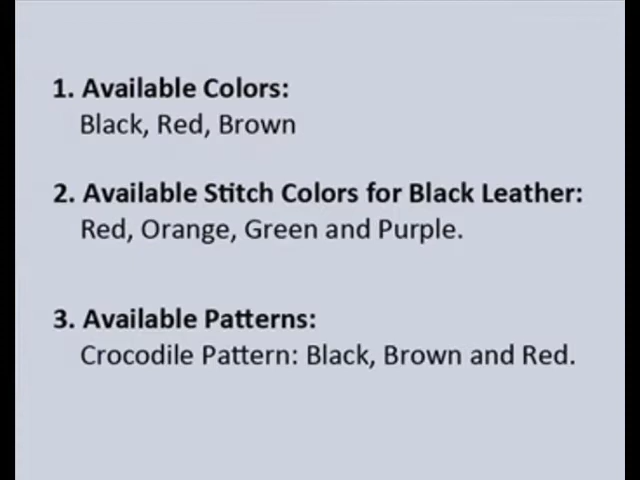 1. Available Colors:
Black, Red, Brown
2. Available Stitch Colors for Black Leather:
Red, Orange, Green and Purple.
3. Available Patterns:
Crocodile Pattern: Black, Brown and Red.